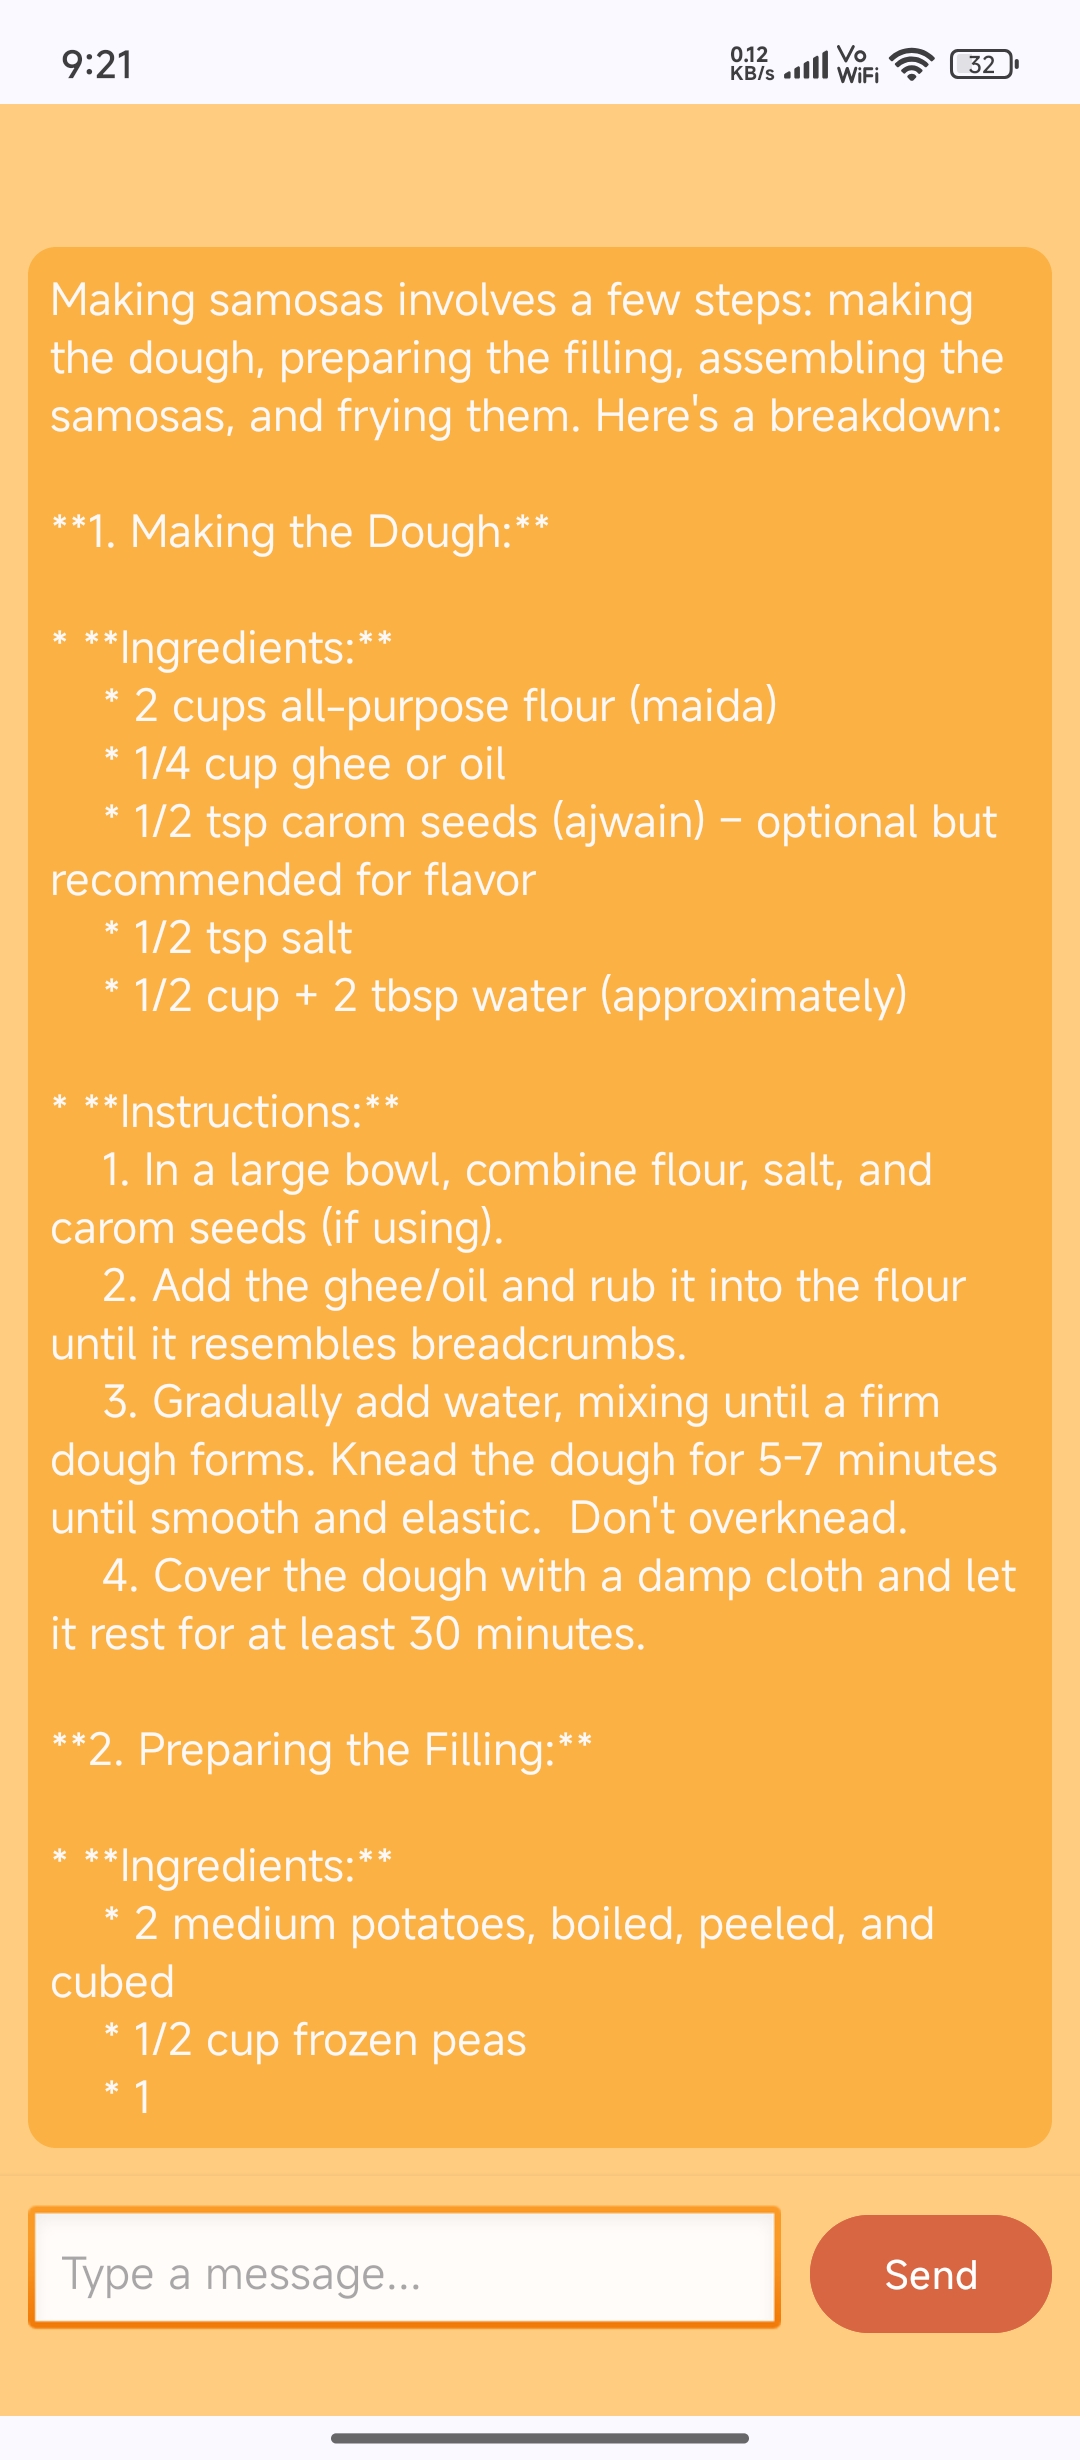 9:21
0.12
KB/s
Vo
WiFi
32
Making samosas involves a few steps: making
the dough, preparing the filling, assembling the
samosas, and frying them. Here's a breakdown:
**1. Making the Dough:**
* **Ingredients:**
* 2 cups all-purpose flour (maida)
* 1/4 cup ghee or oil
* 1/2 tsp carom seeds (ajwain) – optional but
recommended for flavor
* 1/2 tsp salt
* 1/2 cup + 2 tbsp water (approximately)
* **Instructions:**
1. In a large bowl, combine flour, salt, and
carom seeds (if using).
2. Add the ghee/oil and rub it into the flour
until it resembles breadcrumbs.
3. Gradually add water, mixing until a firm
dough forms. Knead the dough for 5-7 minutes
until smooth and elastic.  Don't overknead.
4. Cover the dough with a damp cloth and let
it rest for at least 30 minutes.
**2. Preparing the Filling:**
* **Ingredients:**
* 2 medium potatoes, boiled, peeled, and
cubed
* 1/2 cup frozen peas
* 1
Type a message...
Send